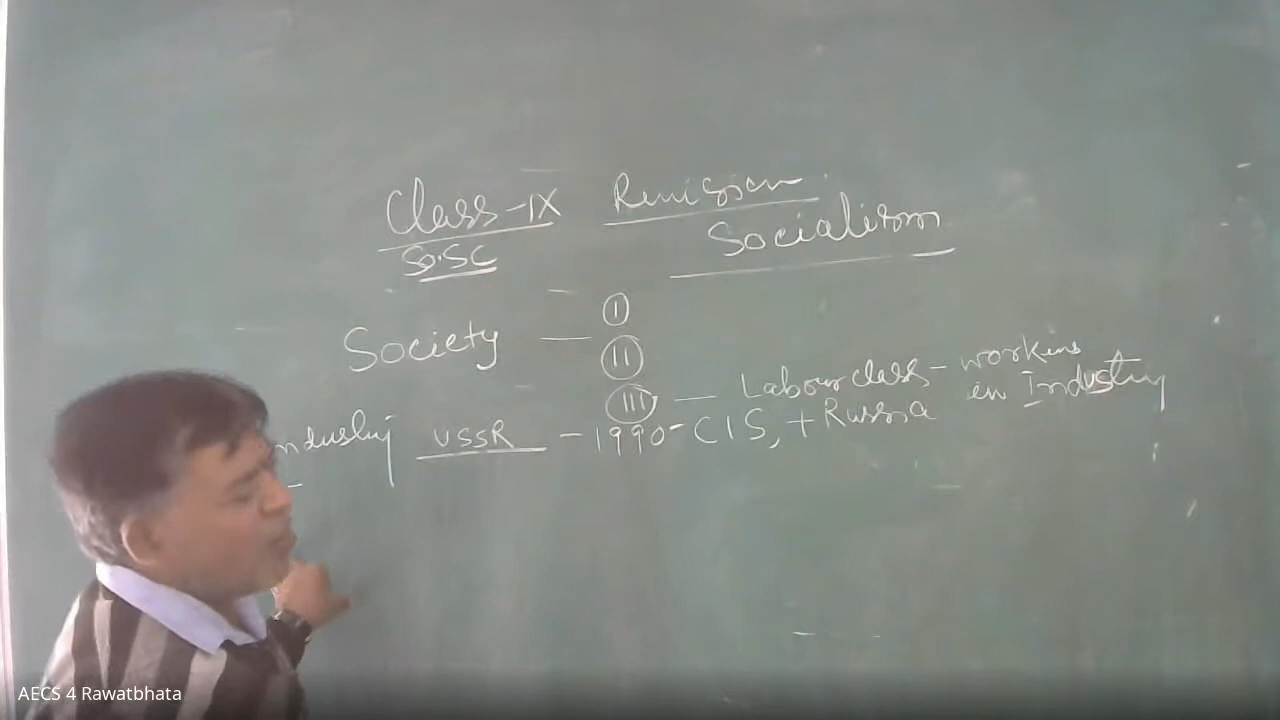 Class-IX Revision
So.SC Socialism
Society — I
II
III — Labour class - working in Industry
ndustry USSR - 1990 - CIS, + Russia
AECS 4 Rawatbhata